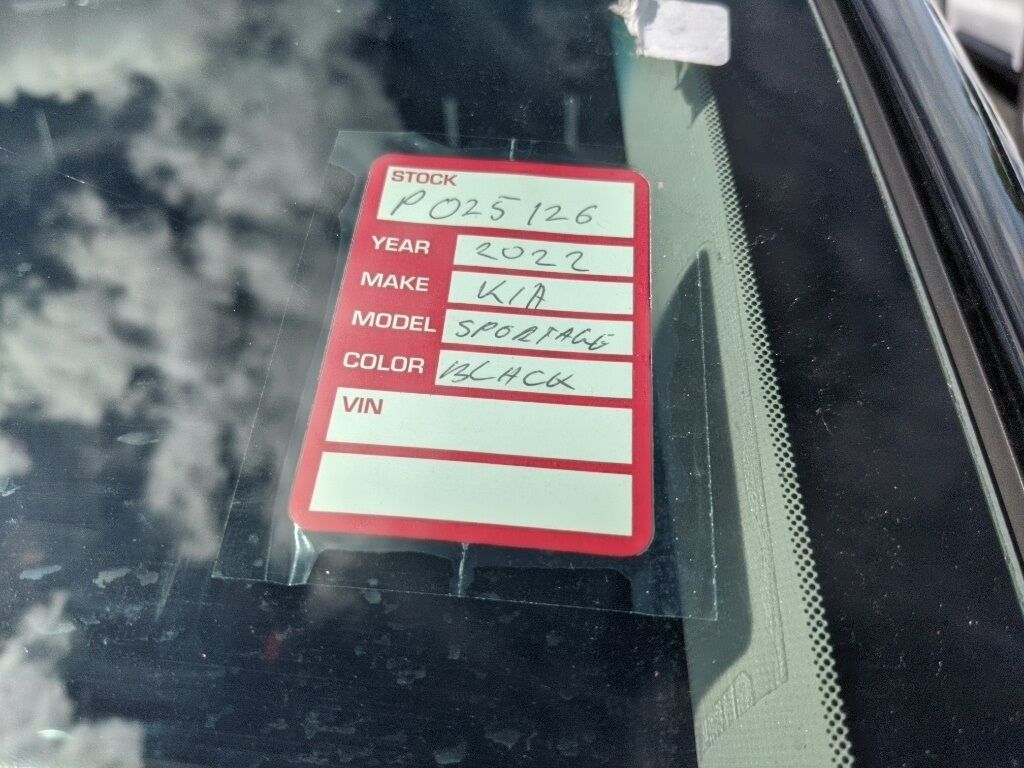 STOCK
P025126
YEAR 2022
MAKE KIA
MODEL SPORTAGE
COLOR BLACK
VIN